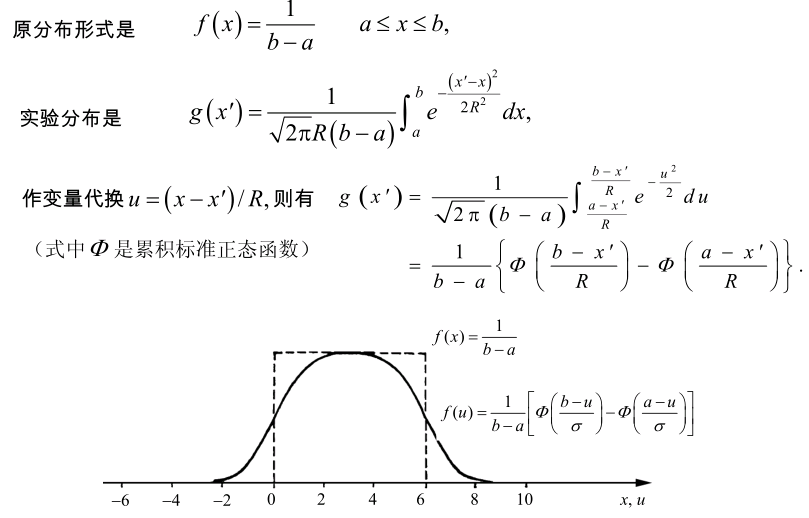 原分布形式是 f(x) = 1/(b−a) a ≤ x ≤ b,
实验分布是 g(x′) = 1/(√2π R(b−a)) ∫_a^b e^{−(x′−x)²/2R²} dx,
作变量代换 u = (x − x′)/R, 则有 g(x′) = 1/(√2π (b−a)) ∫_{(a−x′)/R}^{(b−x′)/R} e^{−u²/2} du
（式中 Φ 是累积标准正态函数） = 1/(b−a) {Φ((b−x′)/R) − Φ((a−x′)/R)}.
f(x) = 1/(b−a)
f(u) = 1/(b−a) [Φ((b−u)/σ) − Φ((a−u)/σ)]
−6 −4 −2 0 2 4 6 8 10 x, u